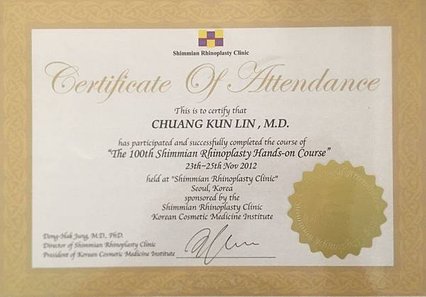 Shimmian Rhinoplasty Clinic
Certificate Of Attendance
This is to certify that
CHUANG KUN LIN , M.D.
has participated and successfully completed the course of
"The 100th Shimmian Rhinoplasty Hands-on Course"
23th~25th Nov 2012
held at "Shimmian Rhinoplasty Clinic"
Seoul, Korea
sponsored by the
Shimmian Rhinoplasty Clinic
Korean Cosmetic Medicine Institute
Dong-Hak Jung, M.D., PhD.
Director of Shimmian Rhinoplasty Clinic
President of Korean Cosmetic Medicine Institute